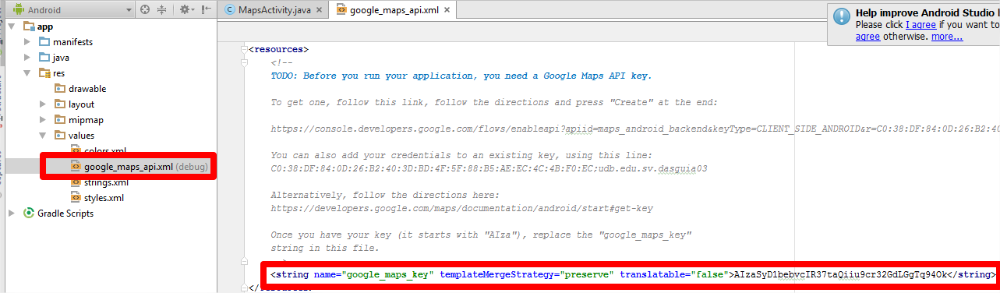 Android
MapsActivity.java
google_maps_api.xml
app
manifests
java
res
drawable
layout
mipmap
values
colors.xml
google_maps_api.xml (debug)
strings.xml
styles.xml
Gradle Scripts
Help improve Android Studio
Please click I agree if you want to
agree otherwise. more...
<resources>
<!--
TODO: Before you run your application, you need a Google Maps API key.
To get one, follow this link, follow the directions and press "Create" at the end:
https://console.developers.google.com/flows/enableapi?apiid=maps_android_backend&keyType=CLIENT_SIDE_ANDROID&r=C0:38:DF:84:0D:26:B2:40
You can also add your credentials to an existing key, using this line:
C0:38:DF:84:0D:26:B2:40:3D:BD:4F:5F:88:B5:AE:EC:4C:4B:F0:EC;udb.edu.sv.dasguia03
Alternatively, follow the directions here:
https://developers.google.com/maps/documentation/android/start#get-key
Once you have your key (it starts with "AIza"), replace the "google_maps_key"
string in this file.
<string name="google_maps_key" templateMergeStrategy="preserve" translatable="false">AIzaSyD1bebvcIR37taQiiu9cr32GdLGgTq94Ok</string>
</resources>